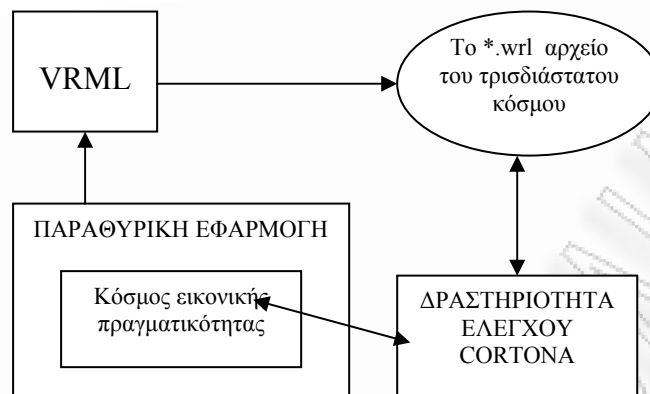 VRML
Το *.wrl αρχείο
του τρισδιάστατου
κόσμου
ΠΑΡΑΘΥΡΙΚΗ ΕΦΑΡΜΟΓΗ
Κόσμος εικονικής
πραγματικότητας
ΔΡΑΣΤΗΡΙΟΤΗΤΑ
ΕΛΕΓΧΟΥ
CORTONA